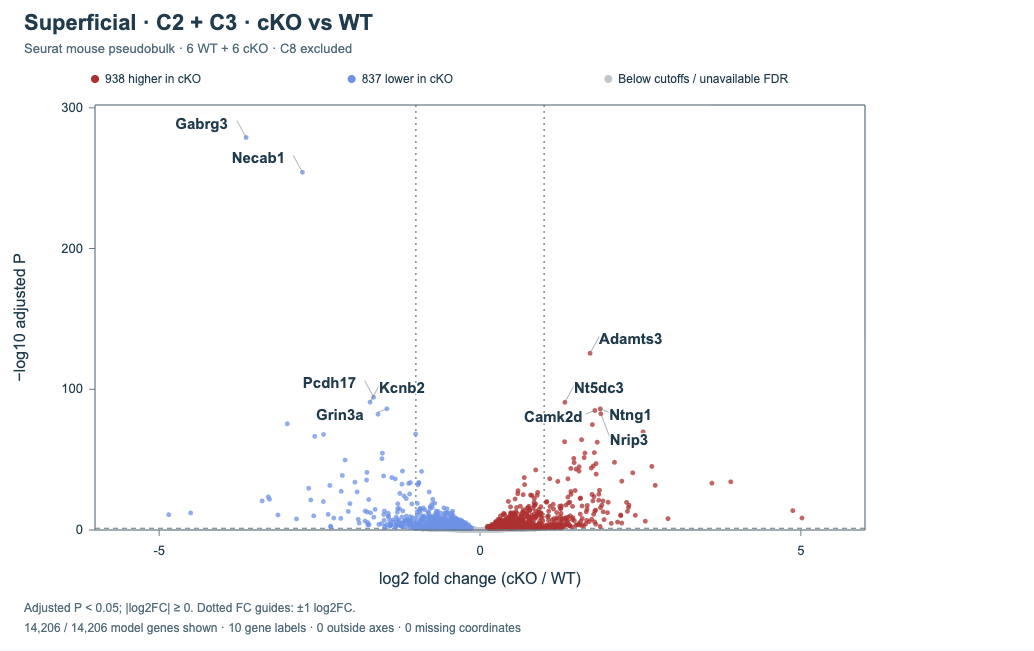 Superficial · C2 + C3 · cKO vs WT
Seurat mouse pseudobulk · 6 WT + 6 cKO · C8 excluded
938 higher in cKO
837 lower in cKO
Below cutoffs / unavailable FDR
300
Gabrg3
Necab1
200
−log10 adjusted P
Adamts3
100
Pcdh17
Kcnb2
Nt5dc3
Grin3a
Camk2d
Ntng1
Nrip3
0
-5
0
5
log2 fold change (cKO / WT)
Adjusted P < 0.05; |log2FC| ≥ 0. Dotted FC guides: ±1 log2FC.
14,206 / 14,206 model genes shown · 10 gene labels · 0 outside axes · 0 missing coordinates